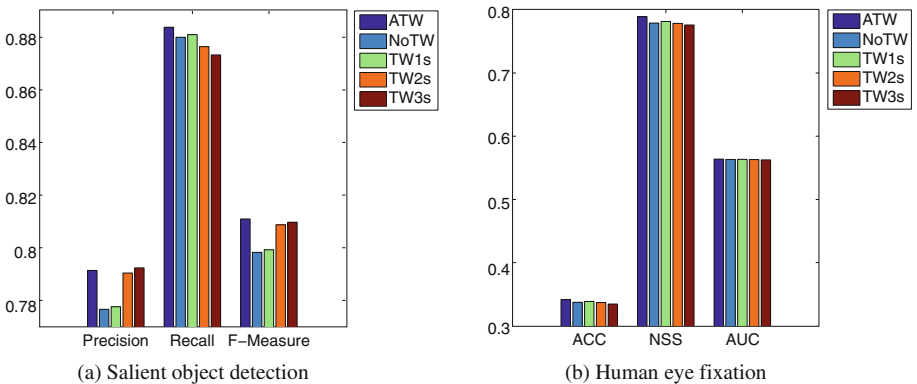 0.88
0.86
0.84
0.82
0.8
0.78
Precision Recall F-Measure
ATW
NoTW
TW1s
TW2s
TW3s
(a) Salient object detection
0.8
0.7
0.6
0.5
0.4
0.3
ACC NSS AUC
ATW
NoTW
TW1s
TW2s
TW3s
(b) Human eye fixation